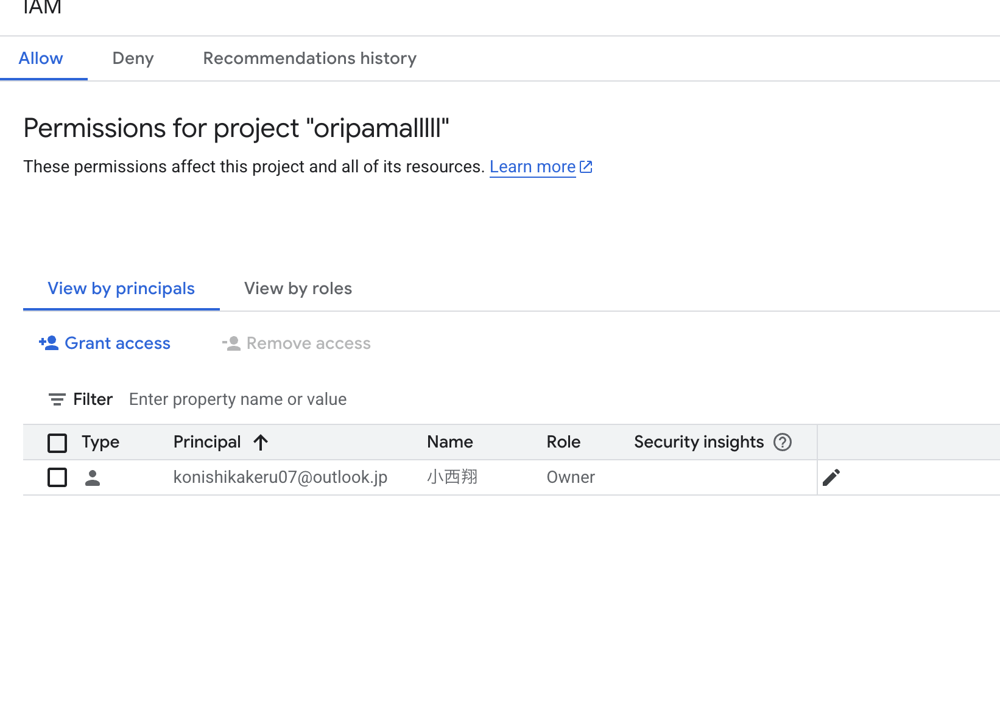 IAM
Allow Deny Recommendations history
Permissions for project "oripamalllll"
These permissions affect this project and all of its resources. Learn more
View by principals View by roles
Grant access Remove access
Filter Enter property name or value
Type Principal Name Role Security insights
konishikakeru07@outlook.jp 小西翔 Owner